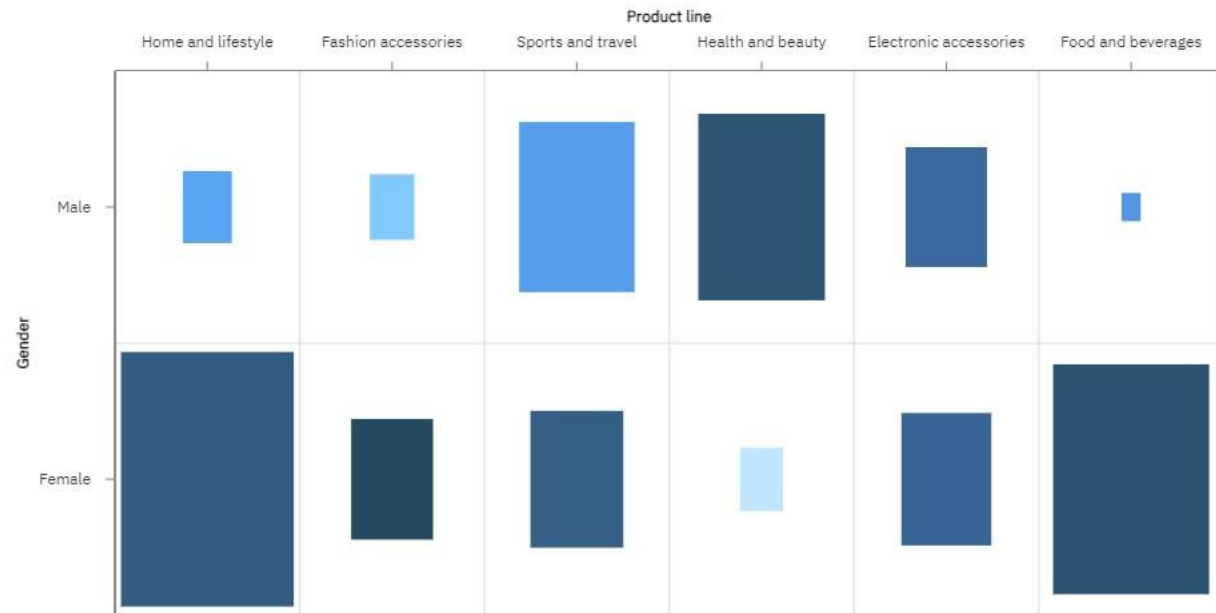 Product line
Home and lifestyle Fashion accessories Sports and travel Health and beauty Electronic accessories Food and beverages
Male
Gender
Female